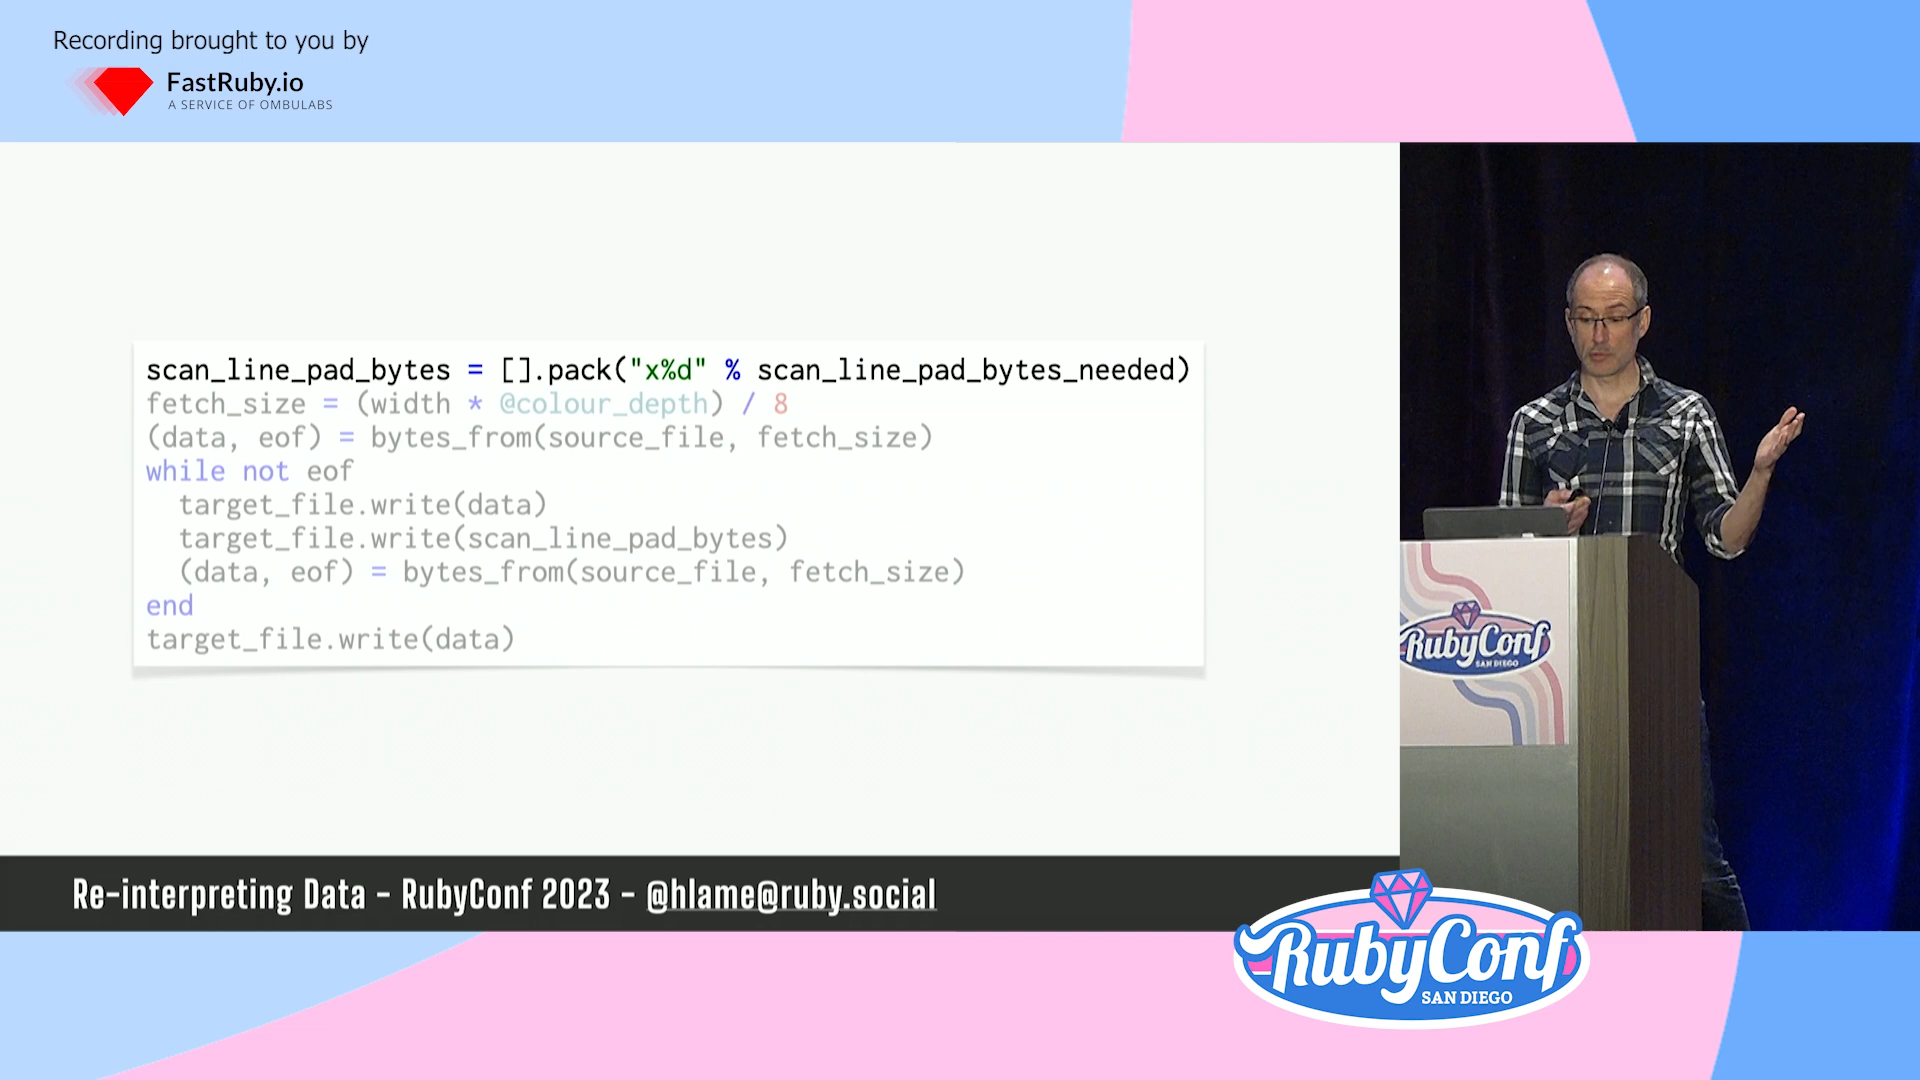 Recording brought to you by
FastRuby.io
A SERVICE OF OMBULABS
scan_line_pad_bytes = [].pack("x%d" % scan_line_pad_bytes_needed)
fetch_size = (width * @colour_depth) / 8
(data, eof) = bytes_from(source_file, fetch_size)
while not eof
  target_file.write(data)
  target_file.write(scan_line_pad_bytes)
  (data, eof) = bytes_from(source_file, fetch_size)
end
target_file.write(data)
RubyConf
SAN DIEGO
Re-interpreting Data - RubyConf 2023 - @hlame@ruby.social
RubyConf
SAN DIEGO